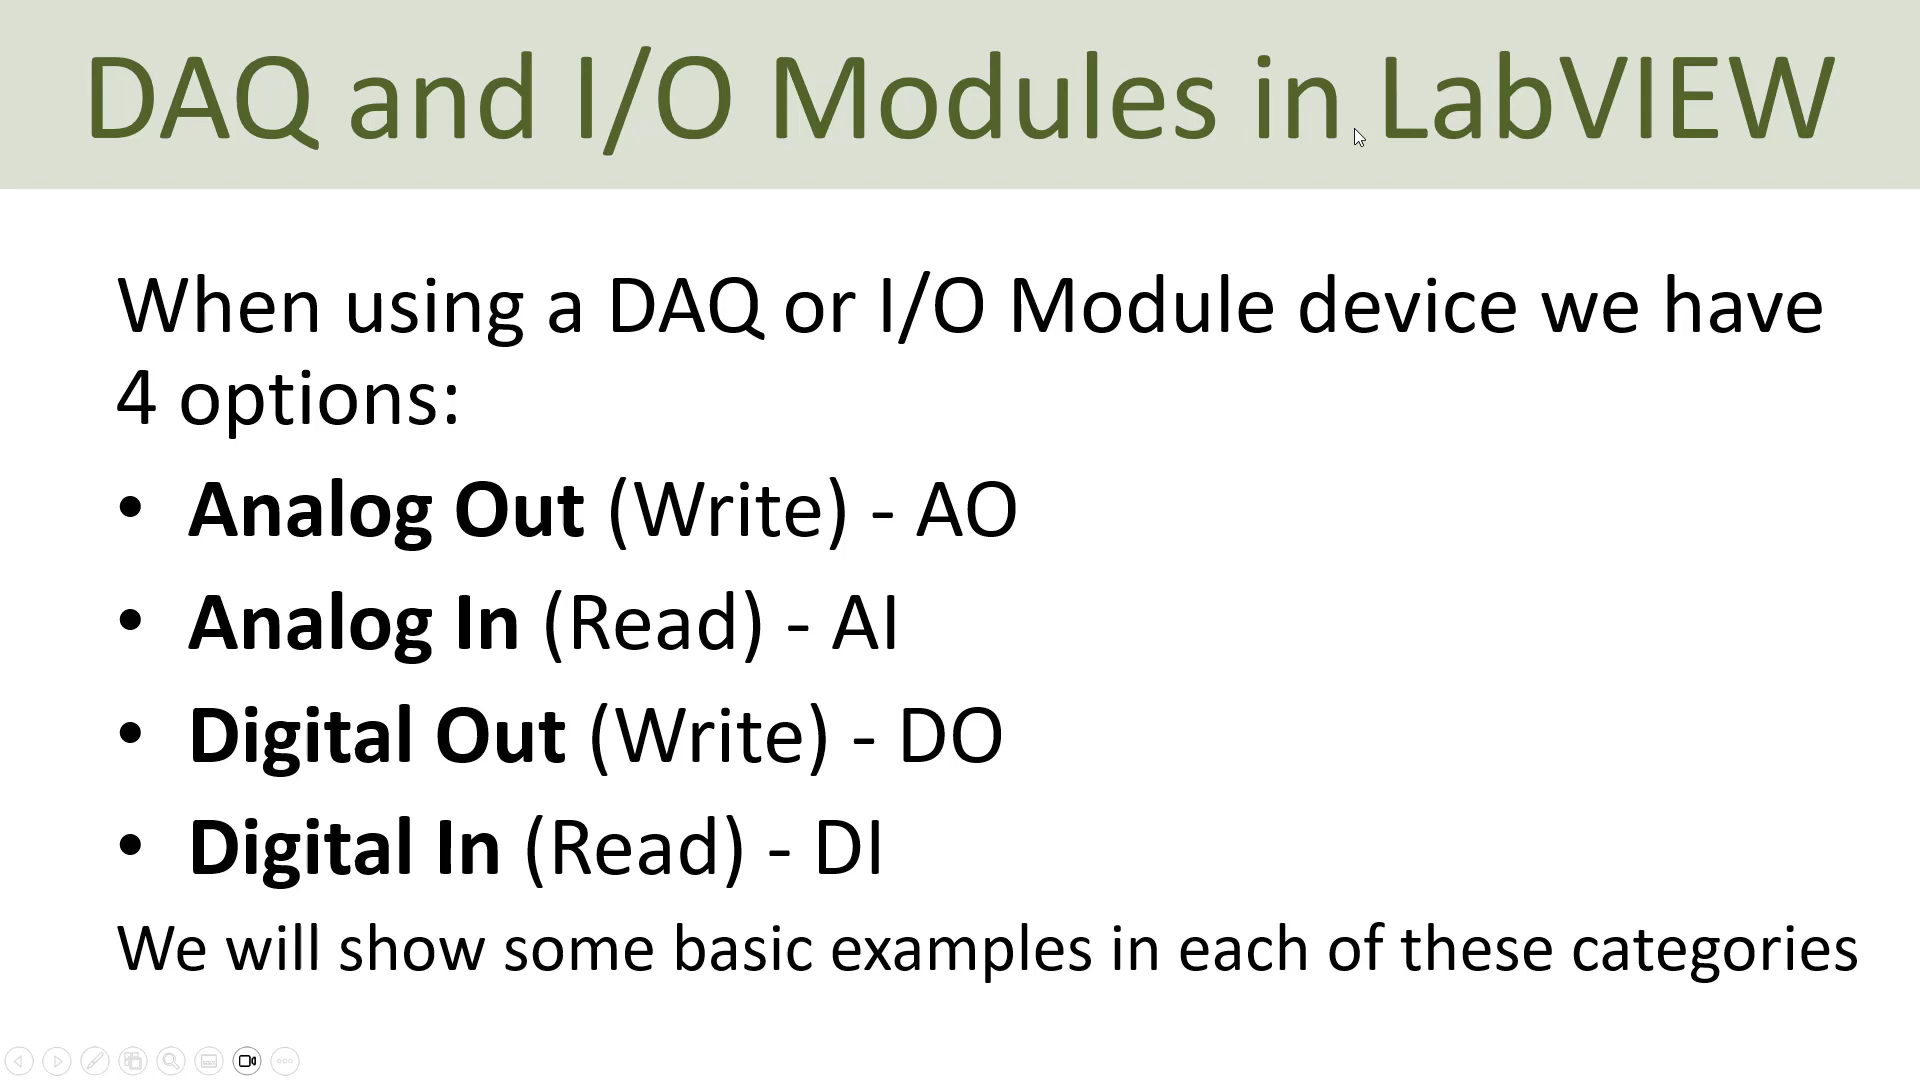 DAQ and I/O Modules in LabVIEW
When using a DAQ or I/O Module device we have
4 options:
• Analog Out (Write) - AO
• Analog In (Read) - AI
• Digital Out (Write) - DO
• Digital In (Read) - DI
We will show some basic examples in each of these categories